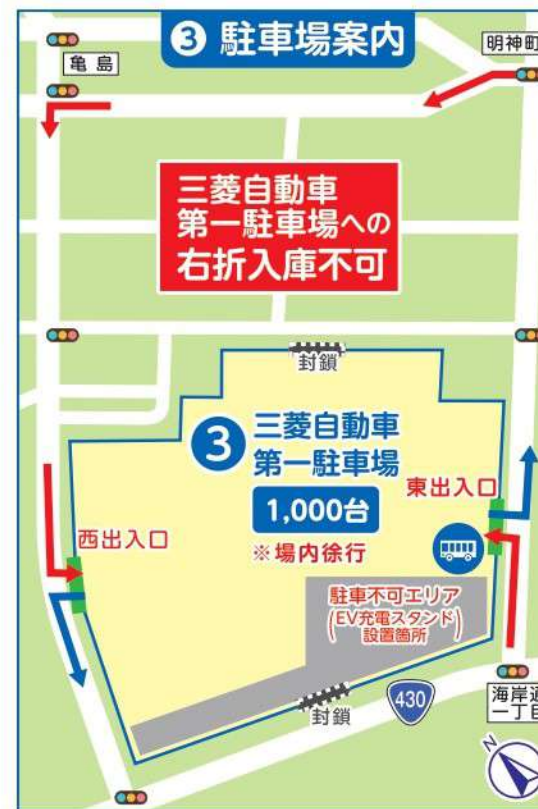 ❸ 駐車場案内
亀島
明神町
三菱自動車
第一駐車場への
右折入庫不可
封鎖
❸ 三菱自動車
第一駐車場
1,000台
※場内徐行
東出入口
西出入口
駐車不可エリア
(EV充電スタンド
設置箇所)
封鎖
430
海岸通
一丁目
N